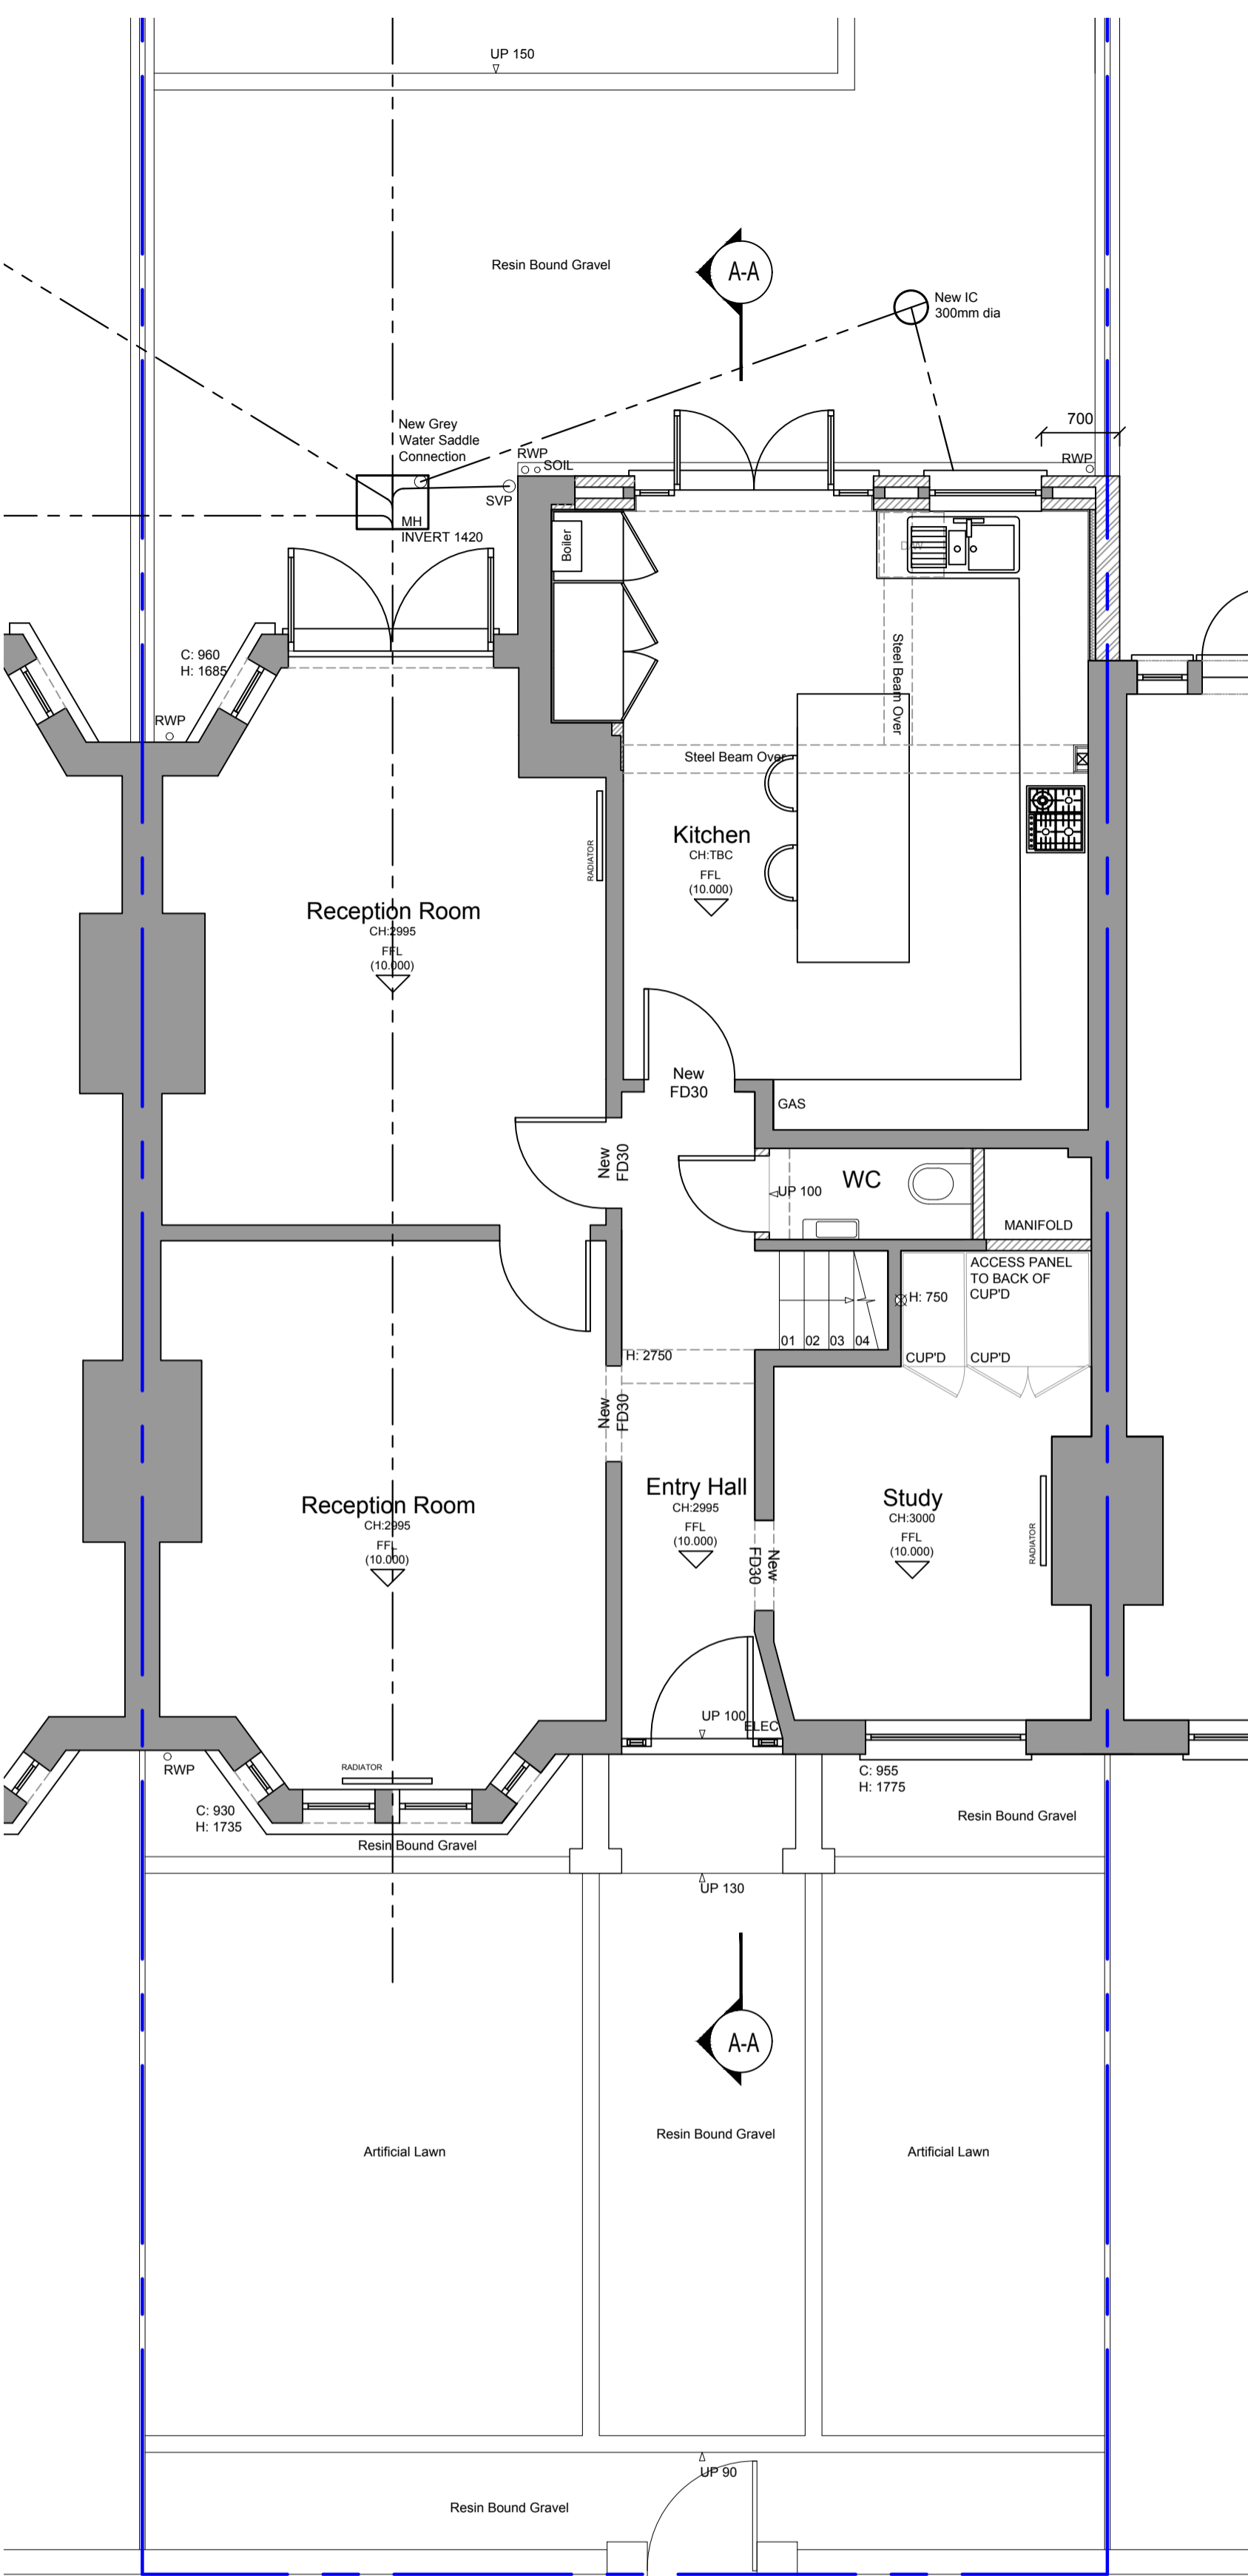 UP 150
Resin Bound Gravel
A-A
New IC
300mm dia
New Grey
Water Saddle
Connection
700
RWP
SOIL
RWP
SVP
MH
INVERT 1420
Boiler
C: 960
H: 1685
RWP
Steel Beam Over
Steel Beam Over
RADIATOR
Kitchen
CH:TBC
FFL
(10.000)
Reception Room
CH:2995
FFL
(10.000)
New
FD30
GAS
New
FD30
WC
UP 100
MANIFOLD
ACCESS PANEL
TO BACK OF
CUP'D
H: 750
01 02 03 04
CUP'D CUP'D
H: 2750
New
FD30
Entry Hall
CH:2995
FFL
(10.000)
Study
CH:3000
FFL
(10.000)
Reception Room
CH:2995
FFL
(10.000)
New
FD30
RADIATOR
UP 100
ELEC
RWP
RADIATOR
C: 955
H: 1775
C: 930
H: 1735
Resin Bound Gravel
Resin Bound Gravel
UP 130
A-A
Resin Bound Gravel
Artificial Lawn
Artificial Lawn
UP 90
Resin Bound Gravel